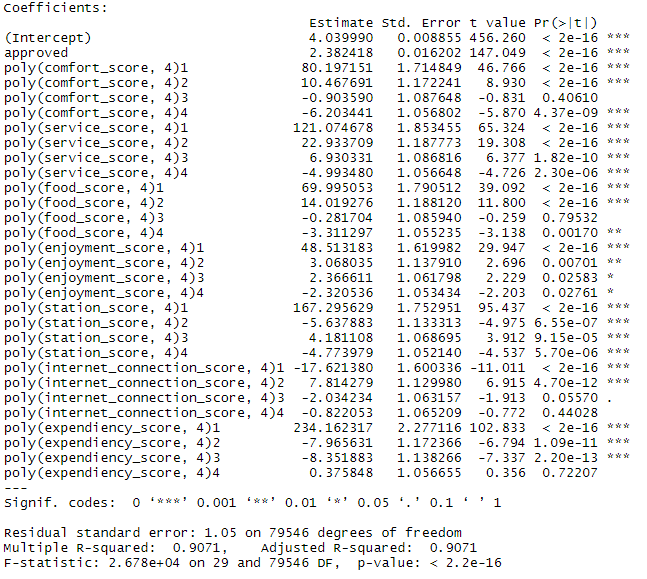 Coefficients:
Estimate Std. Error t value Pr(>|t|)
(Intercept) 4.039990 0.008855 456.260 < 2e-16 ***
approved 2.382418 0.016202 147.049 < 2e-16 ***
poly(comfort_score, 4)1 80.197151 1.714849 46.766 < 2e-16 ***
poly(comfort_score, 4)2 10.467691 1.172241 8.930 < 2e-16 ***
poly(comfort_score, 4)3 -0.903590 1.087648 -0.831 0.40610
poly(comfort_score, 4)4 -6.203441 1.056802 -5.870 4.37e-09 ***
poly(service_score, 4)1 121.074678 1.853455 65.324 < 2e-16 ***
poly(service_score, 4)2 22.933709 1.187773 19.308 < 2e-16 ***
poly(service_score, 4)3 6.930331 1.086816 6.377 1.82e-10 ***
poly(service_score, 4)4 -4.993480 1.056648 -4.726 2.30e-06 ***
poly(food_score, 4)1 69.995053 1.790512 39.092 < 2e-16 ***
poly(food_score, 4)2 14.019276 1.188120 11.800 < 2e-16 ***
poly(food_score, 4)3 -0.281704 1.085940 -0.259 0.79532
poly(food_score, 4)4 -3.311297 1.055235 -3.138 0.00170 **
poly(enjoyment_score, 4)1 48.513183 1.619982 29.947 < 2e-16 ***
poly(enjoyment_score, 4)2 3.068035 1.137910 2.696 0.00701 **
poly(enjoyment_score, 4)3 2.366611 1.061798 2.229 0.02583 *
poly(enjoyment_score, 4)4 -2.320536 1.053434 -2.203 0.02761 *
poly(station_score, 4)1 167.295629 1.752951 95.437 < 2e-16 ***
poly(station_score, 4)2 -5.637883 1.133313 -4.975 6.55e-07 ***
poly(station_score, 4)3 4.181108 1.068695 3.912 9.15e-05 ***
poly(station_score, 4)4 -4.773979 1.052140 -4.537 5.70e-06 ***
poly(internet_connection_score, 4)1 -17.621380 1.600336 -11.011 < 2e-16 ***
poly(internet_connection_score, 4)2 7.814279 1.129980 6.915 4.70e-12 ***
poly(internet_connection_score, 4)3 -2.034234 1.063157 -1.913 0.05570 .
poly(internet_connection_score, 4)4 -0.822053 1.065209 -0.772 0.44028
poly(expendiency_score, 4)1 234.162317 2.277116 102.833 < 2e-16 ***
poly(expendiency_score, 4)2 -7.965631 1.172366 -6.794 1.09e-11 ***
poly(expendiency_score, 4)3 -8.351883 1.138266 -7.337 2.20e-13 ***
poly(expendiency_score, 4)4 0.375848 1.056655 0.356 0.72207
---
Signif. codes: 0 ‘***’ 0.001 ‘**’ 0.01 ‘*’ 0.05 ‘.’ 0.1 ‘ ’ 1
Residual standard error: 1.05 on 79546 degrees of freedom
Multiple R-squared: 0.9071, Adjusted R-squared: 0.9071
F-statistic: 2.678e+04 on 29 and 79546 DF, p-value: < 2.2e-16